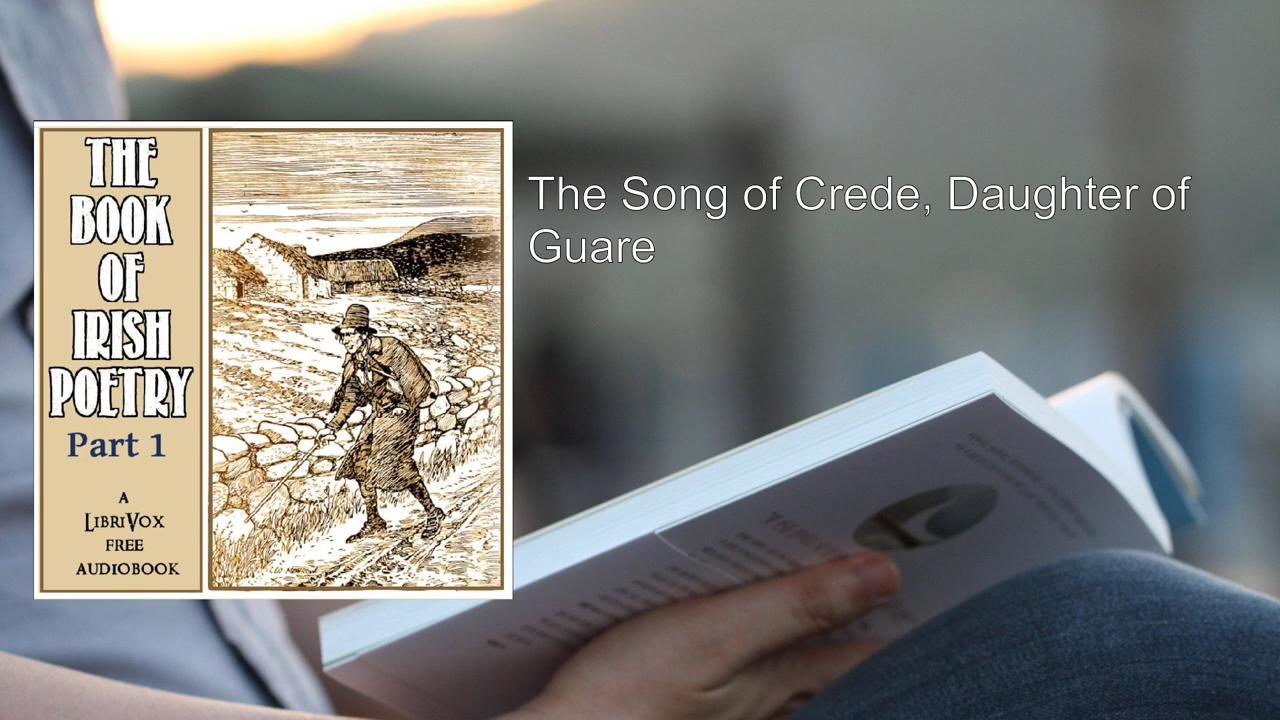 THE
BOOK
OF
IRISH
POETRY
Part 1
A
LIBRIVOX
FREE
AUDIOBOOK
The Song of Crede, Daughter of
Guare